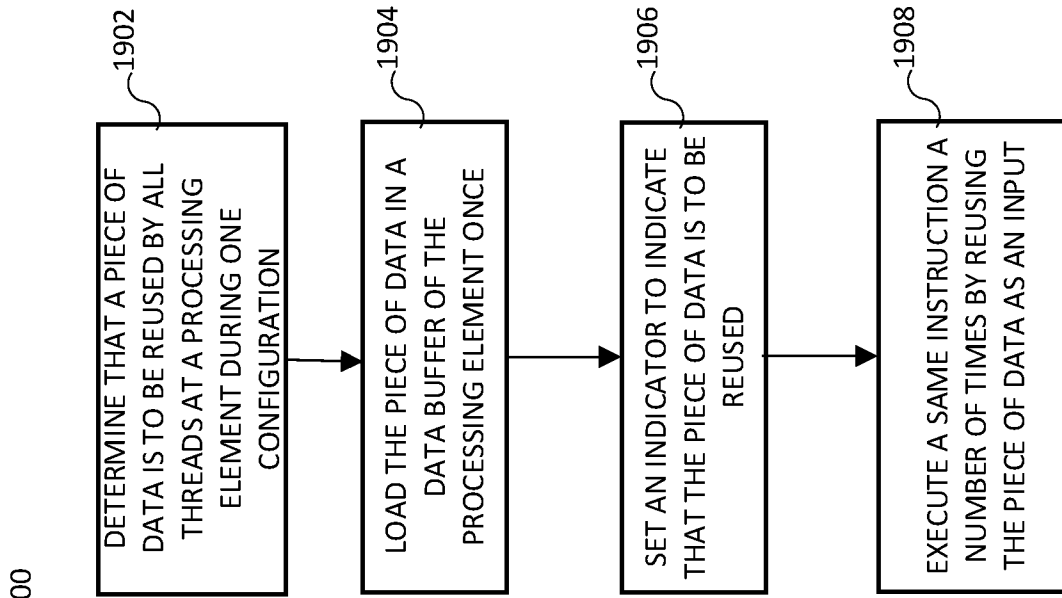 00
1902
DETERMINE THAT A PIECE OF
DATA IS TO BE REUSED BY ALL
THREADS AT A PROCESSING
ELEMENT DURING ONE
CONFIGURATION
1904
LOAD THE PIECE OF DATA IN A
DATA BUFFER OF THE
PROCESSING ELEMENT ONCE
1906
SET AN INDICATOR TO INDICATE
THAT THE PIECE OF DATA IS TO BE
REUSED
1908
EXECUTE A SAME INSTRUCTION A
NUMBER OF TIMES BY REUSING
THE PIECE OF DATA AS AN INPUT